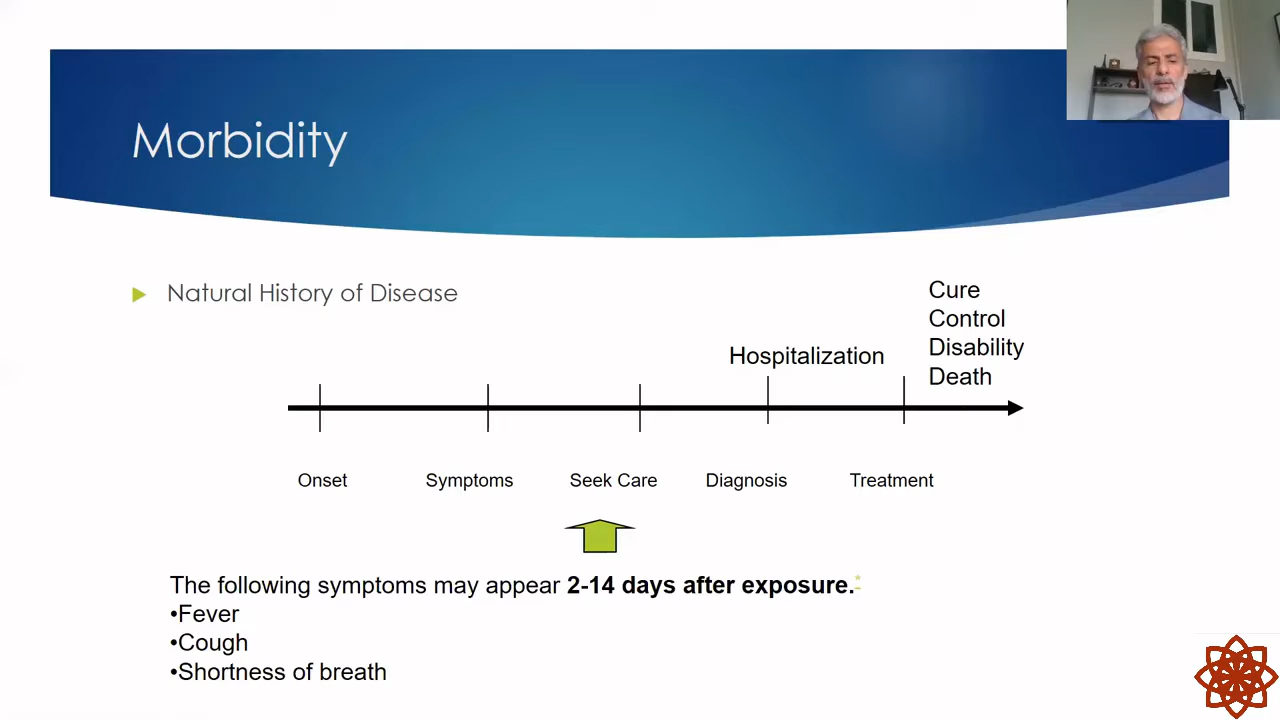 Morbidity
Natural History of Disease
Cure
Control
Disability
Death
Hospitalization
Onset Symptoms Seek Care Diagnosis Treatment
The following symptoms may appear 2-14 days after exposure.*
•Fever
•Cough
•Shortness of breath